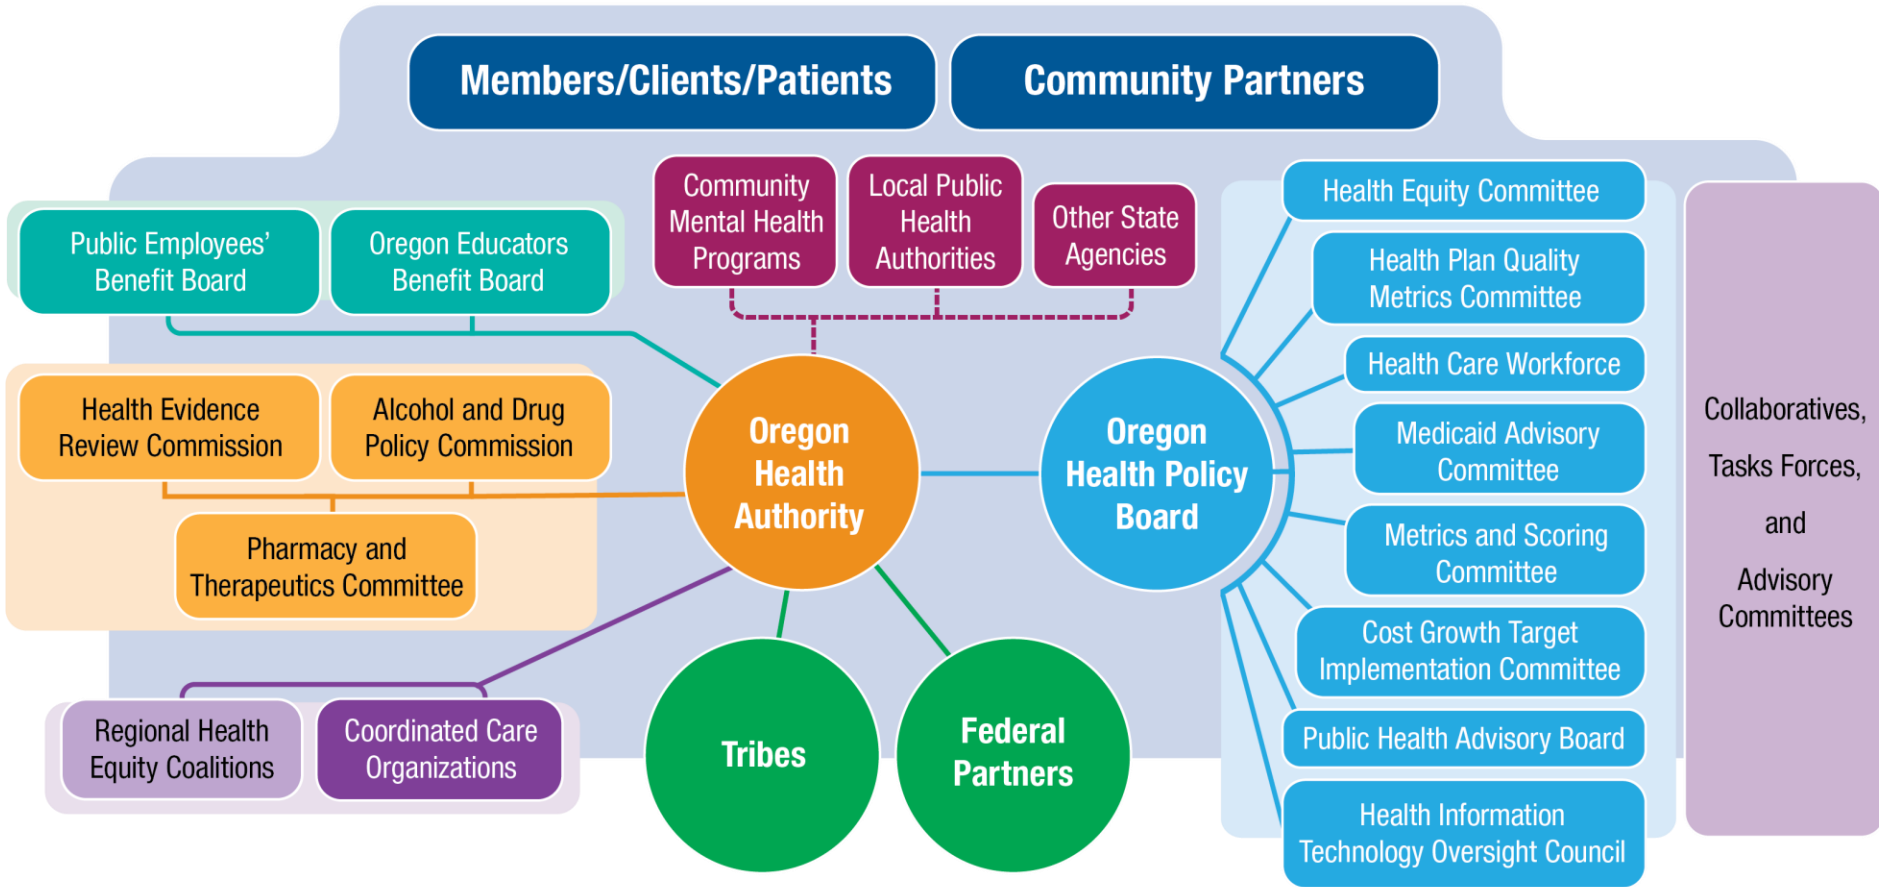 Members/Clients/Patients
Community Partners
Community
Mental Health
Programs
Local Public
Health
Authorities
Other State
Agencies
Public Employees’
Benefit Board
Oregon Educators
Benefit Board
Health Evidence
Review Commission
Alcohol and Drug
Policy Commission
Pharmacy and
Therapeutics Committee
Regional Health
Equity Coalitions
Coordinated Care
Organizations
Oregon
Health
Authority
Oregon
Health Policy
Board
Tribes
Federal
Partners
Health Equity Committee
Health Plan Quality
Metrics Committee
Health Care Workforce
Medicaid Advisory
Committee
Metrics and Scoring
Committee
Cost Growth Target
Implementation Committee
Public Health Advisory Board
Health Information
Technology Oversight Council
Collaboratives,
Tasks Forces,
and
Advisory
Committees